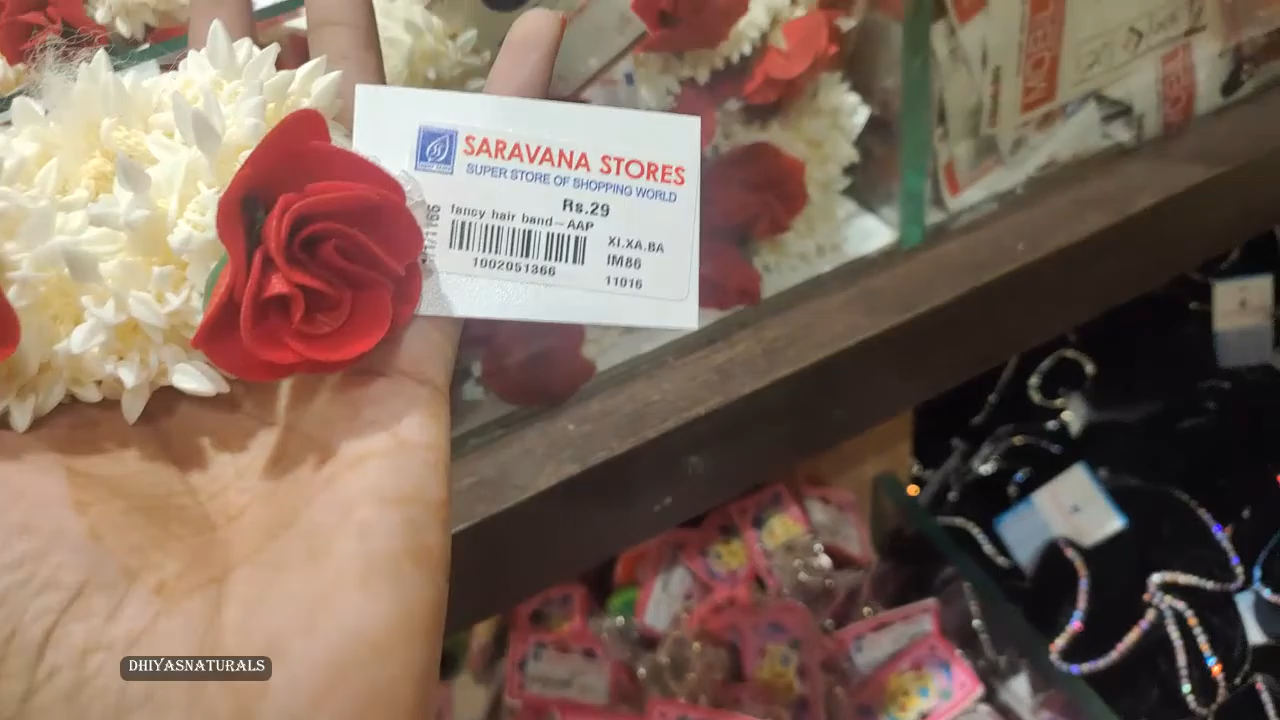 SARAVANA STORES
SUPER STORE OF SHOPPING WORLD
Rs.29
fancy hair band-AAP
XI.XA.BA
IM86
1002051366
11016
DHIYASNATURALS